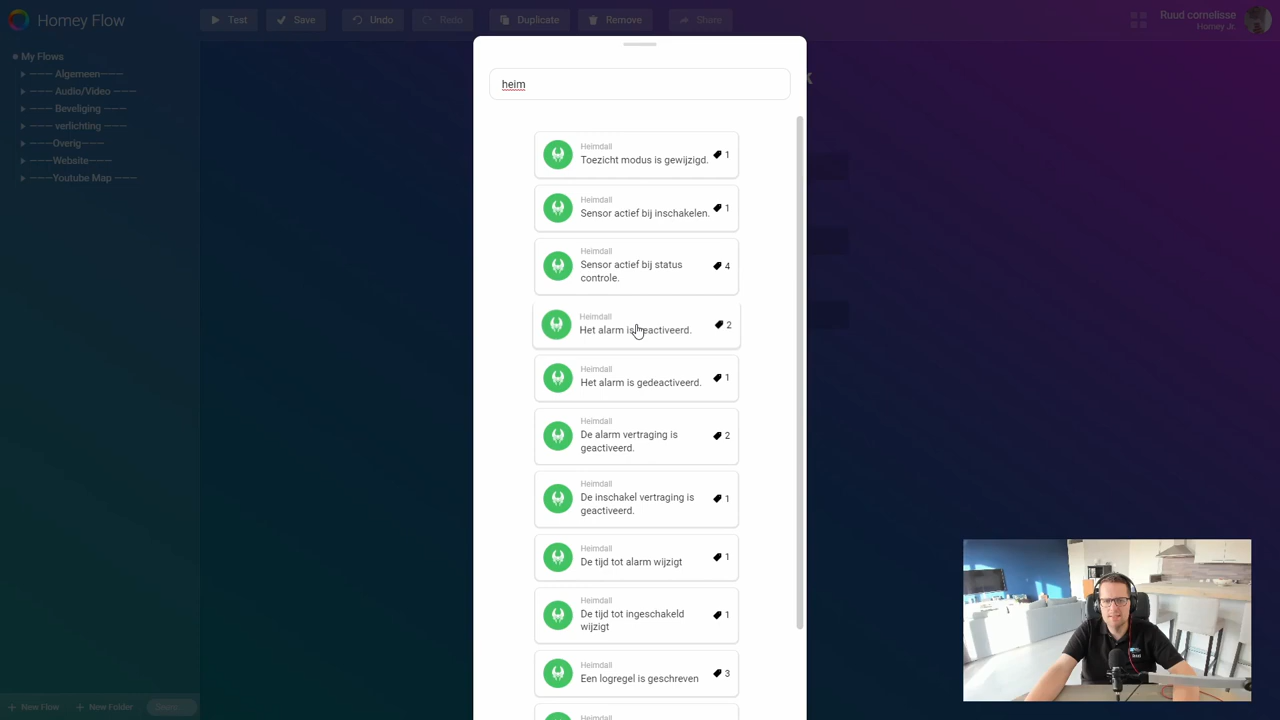 Homey Flow
Test
Save
Undo
Redo
Duplicate
Remove
Share
Ruud cornelisse
Homey Jr.
My Flows
――― Algemeen―――
――― Audio/Video ―――
――― Beveliging ―――
――― verlichting ―――
―――Overig―――
―――Website―――
―――Youtube Map ―――
heim
Heimdall
Toezicht modus is gewijzigd.
1
Heimdall
Sensor actief bij inschakelen.
1
Heimdall
Sensor actief bij status
controle.
4
Heimdall
Het alarm is geactiveerd.
2
Heimdall
Het alarm is gedeactiveerd.
1
Heimdall
De alarm vertraging is
geactiveerd.
2
Heimdall
De inschakel vertraging is
geactiveerd.
1
Heimdall
De tijd tot alarm wijzigt
1
Heimdall
De tijd tot ingeschakeld
wijzigt
1
Heimdall
Een logregel is geschreven
3
Heimdall
New Flow
New Folder